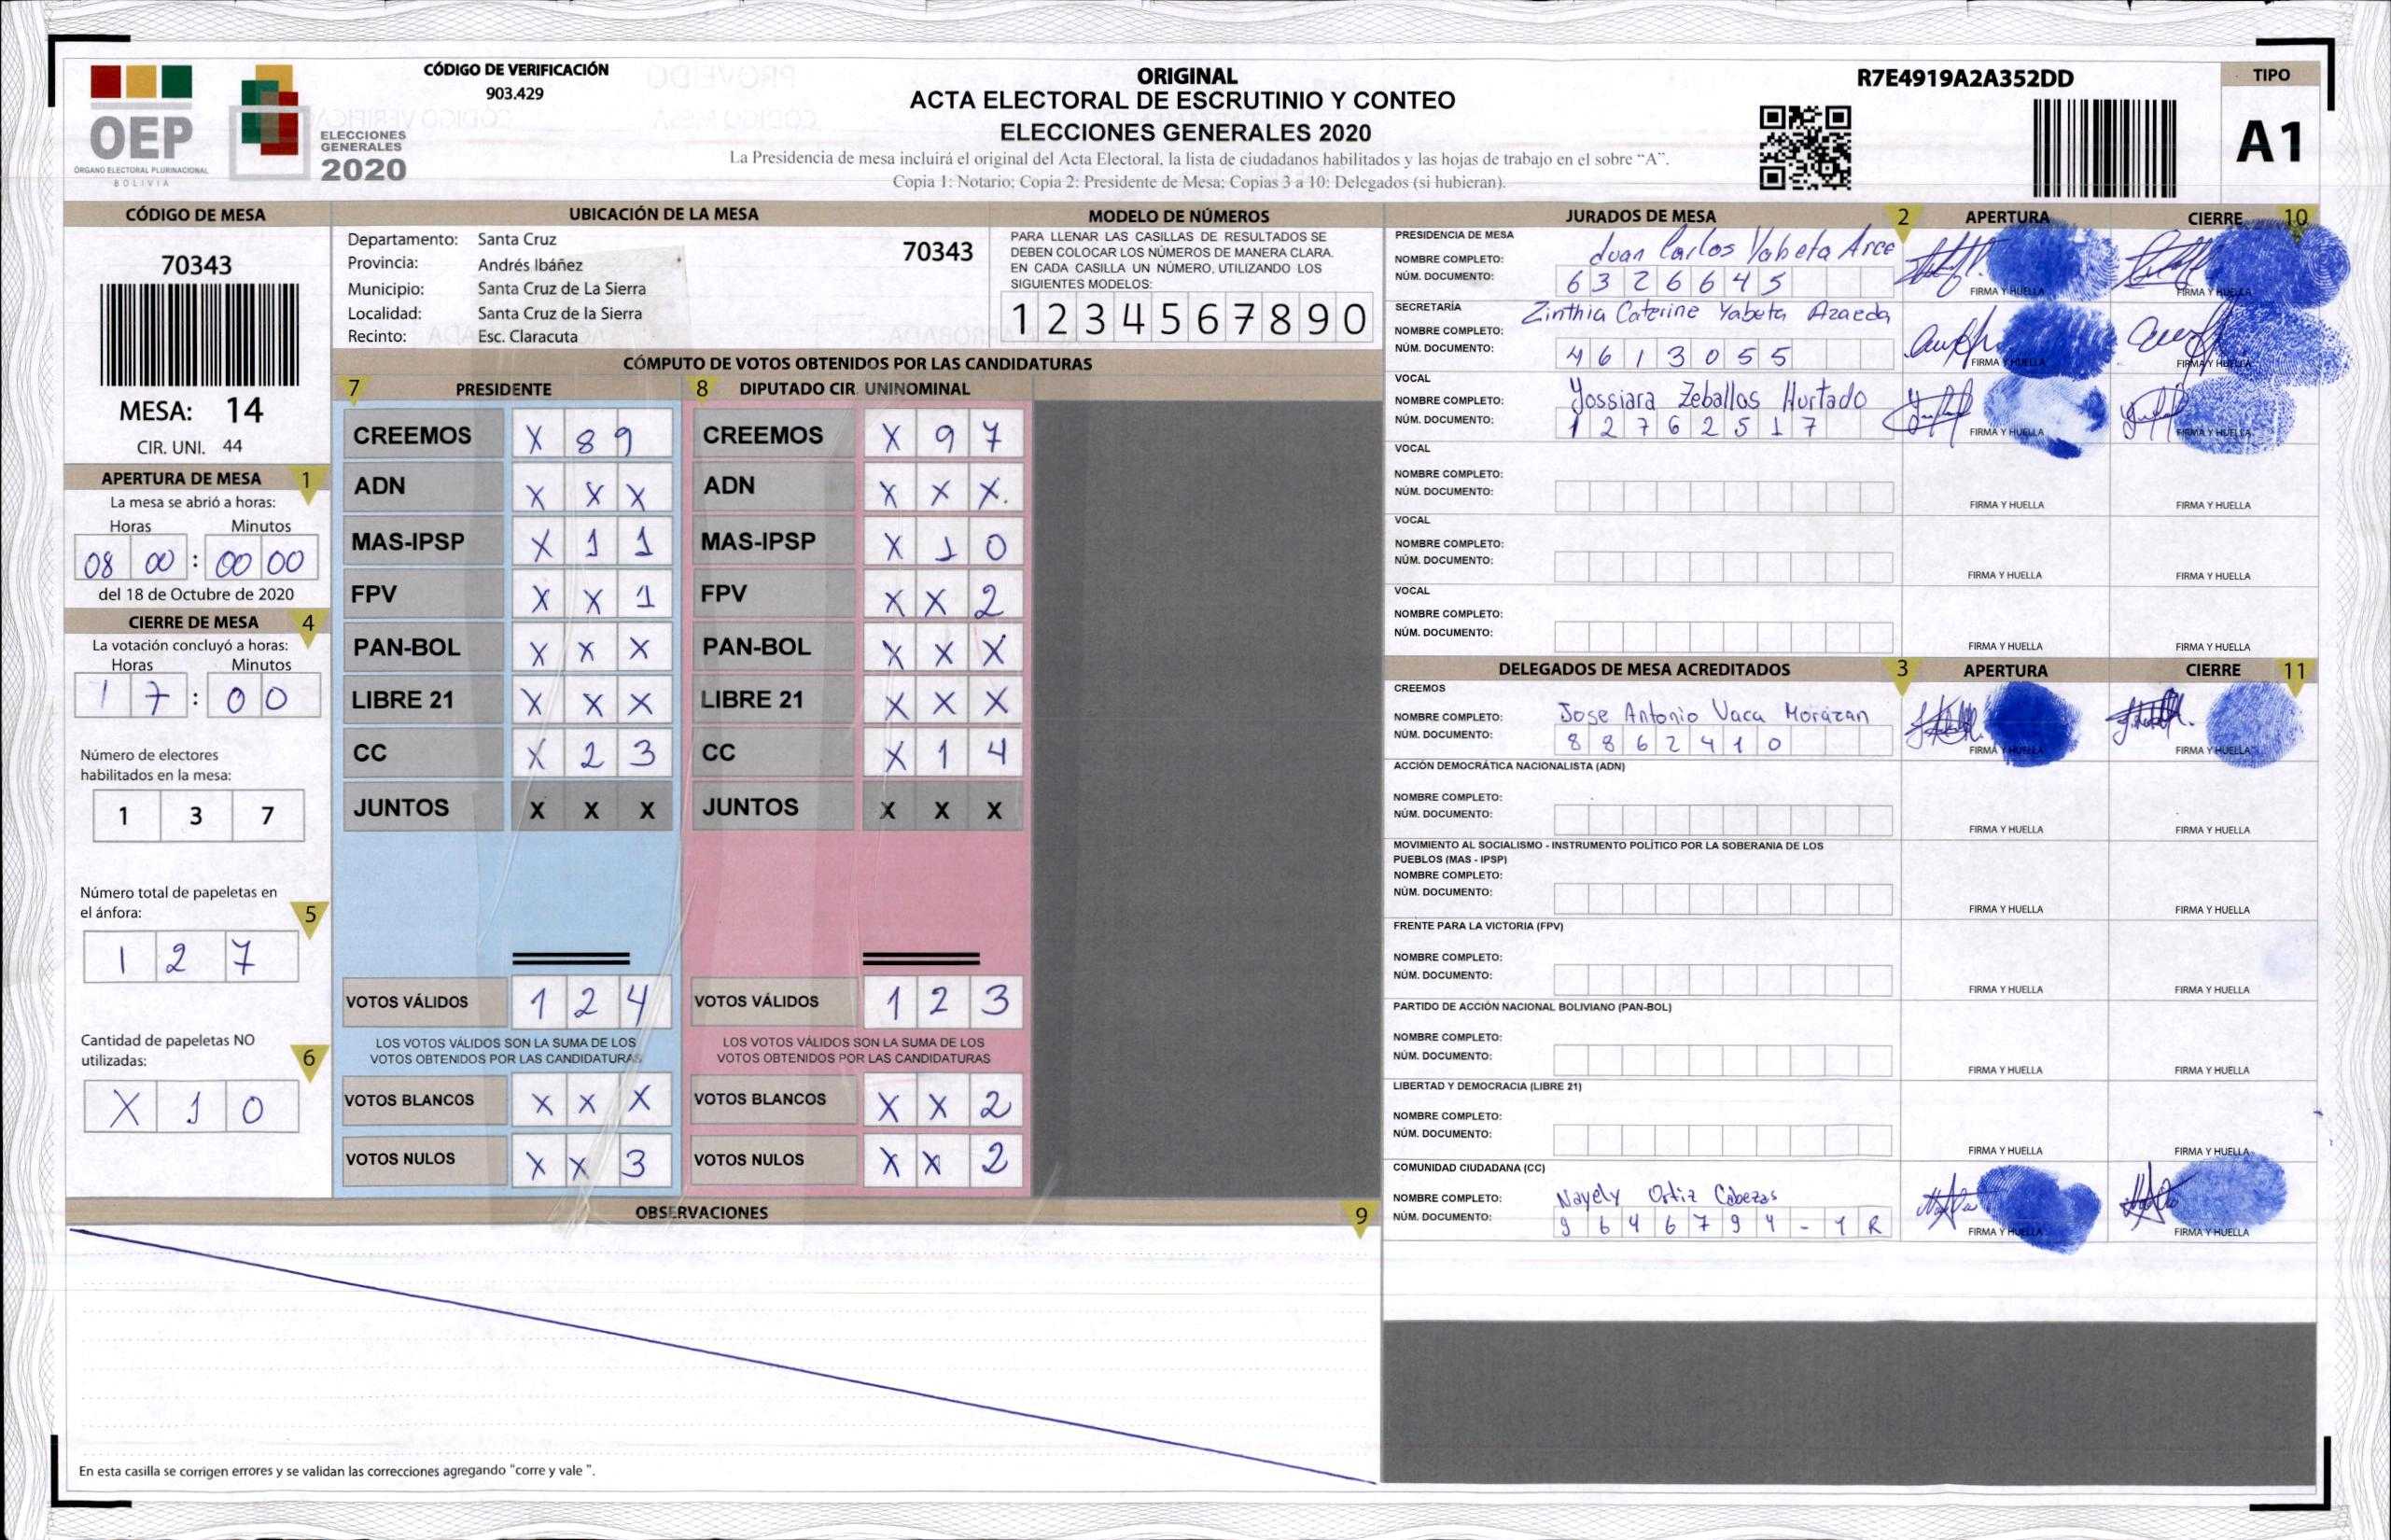 OEP
ÓRGANO ELECTORAL PLURINACIONAL
BOLIVIA
ELECCIONES
GENERALES
2020
CÓDIGO DE VERIFICACIÓN
903.429
ORIGINAL
ACTA ELECTORAL DE ESCRUTINIO Y CONTEO
ELECCIONES GENERALES 2020
La Presidencia de mesa incluirá el original del Acta Electoral, la lista de ciudadanos habilitados y las hojas de trabajo en el sobre “A”.
Copia 1: Notario; Copia 2: Presidente de Mesa; Copias 3 a 10: Delegados (si hubieran).
R7E4919A2A352DD
TIPO
A1
CÓDIGO DE MESA
70343
MESA: 14
CIR. UNI. 44
APERTURA DE MESA 1
La mesa se abrió a horas:
Horas Minutos
08 00 : 00 00
del 18 de Octubre de 2020
CIERRE DE MESA 4
La votación concluyó a horas:
Horas Minutos
1 7 : 0 0
Número de electores
habilitados en la mesa:
1 3 7
Número total de papeletas en
el ánfora: 5
1 2 7
Cantidad de papeletas NO
utilizadas: 6
X 1 0
UBICACIÓN DE LA MESA
Departamento: Santa Cruz
Provincia: Andrés Ibáñez
Municipio: Santa Cruz de La Sierra
Localidad: Santa Cruz de la Sierra
Recinto: Esc. Claracuta
70343
MODELO DE NÚMEROS
PARA LLENAR LAS CASILLAS DE RESULTADOS SE
DEBEN COLOCAR LOS NÚMEROS DE MANERA CLARA.
EN CADA CASILLA UN NÚMERO, UTILIZANDO LOS
SIGUIENTES MODELOS:
1 2 3 4 5 6 7 8 9 0
CÓMPUTO DE VOTOS OBTENIDOS POR LAS CANDIDATURAS
7 PRESIDENTE 8 DIPUTADO CIR. UNINOMINAL
CREEMOS X 8 9 CREEMOS X 9 7
ADN X X X ADN X X X.
MAS-IPSP X 1 1 MAS-IPSP X 1 0
FPV X X 1 FPV X X 2
PAN-BOL X X X PAN-BOL X X X
LIBRE 21 X X X LIBRE 21 X X X
CC X 2 3 CC X 1 4
JUNTOS X X X JUNTOS X X X
VOTOS VÁLIDOS 1 2 4 VOTOS VÁLIDOS 1 2 3
LOS VOTOS VÁLIDOS SON LA SUMA DE LOS LOS VOTOS VÁLIDOS SON LA SUMA DE LOS
VOTOS OBTENIDOS POR LAS CANDIDATURAS VOTOS OBTENIDOS POR LAS CANDIDATURAS
VOTOS BLANCOS X X X VOTOS BLANCOS X X 2
VOTOS NULOS X X 3 VOTOS NULOS X X 2
OBSERVACIONES 9
En esta casilla se corrigen errores y se validan las correcciones agregando “corre y vale ”.
JURADOS DE MESA 2 APERTURA CIERRE 10
PRESIDENCIA DE MESA
NOMBRE COMPLETO: Juan Carlos Yabeta Arce
NÚM. DOCUMENTO: 6 3 2 6 6 4 5
FIRMA Y HUELLA FIRMA Y HUELLA
SECRETARÍA
NOMBRE COMPLETO: Zinthia Caterine Yabeta Azaeda
NÚM. DOCUMENTO: 4 6 1 3 0 5 5
FIRMA Y HUELLA FIRMA Y HUELLA
VOCAL
NOMBRE COMPLETO: Yossiara Zeballos Hurtado
NÚM. DOCUMENTO: 1 2 7 6 2 5 1 7
FIRMA Y HUELLA FIRMA Y HUELLA
VOCAL
NOMBRE COMPLETO:
NÚM. DOCUMENTO:
FIRMA Y HUELLA FIRMA Y HUELLA
VOCAL
NOMBRE COMPLETO:
NÚM. DOCUMENTO:
FIRMA Y HUELLA FIRMA Y HUELLA
VOCAL
NOMBRE COMPLETO:
NÚM. DOCUMENTO:
FIRMA Y HUELLA FIRMA Y HUELLA
DELEGADOS DE MESA ACREDITADOS 3 APERTURA CIERRE 11
CREEMOS
NOMBRE COMPLETO: Jose Antonio Vaca Morazan
NÚM. DOCUMENTO: 8 8 6 2 4 1 0
FIRMA Y HUELLA FIRMA Y HUELLA
ACCIÓN DEMOCRÁTICA NACIONALISTA (ADN)
NOMBRE COMPLETO:
NÚM. DOCUMENTO:
FIRMA Y HUELLA FIRMA Y HUELLA
MOVIMIENTO AL SOCIALISMO - INSTRUMENTO POLÍTICO POR LA SOBERANIA DE LOS
PUEBLOS (MAS - IPSP)
NOMBRE COMPLETO:
NÚM. DOCUMENTO:
FIRMA Y HUELLA FIRMA Y HUELLA
FRENTE PARA LA VICTORIA (FPV)
NOMBRE COMPLETO:
NÚM. DOCUMENTO:
FIRMA Y HUELLA FIRMA Y HUELLA
PARTIDO DE ACCIÓN NACIONAL BOLIVIANO (PAN-BOL)
NOMBRE COMPLETO:
NÚM. DOCUMENTO:
FIRMA Y HUELLA FIRMA Y HUELLA
LIBERTAD Y DEMOCRACIA (LIBRE 21)
NOMBRE COMPLETO:
NÚM. DOCUMENTO:
FIRMA Y HUELLA FIRMA Y HUELLA
COMUNIDAD CIUDADANA (CC)
NOMBRE COMPLETO: Nayely Ortiz Cabezas
NÚM. DOCUMENTO: 9 6 4 6 7 9 4 - 1 R
FIRMA Y HUELLA FIRMA Y HUELLA